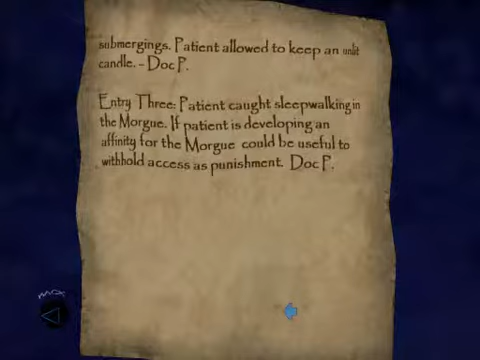 submergings. Patient allowed to keep an unlit
candle. - Doc P.
Entry Three: Patient caught sleepwalking in
the Morgue. If patient is developing an
affinity for the Morgue could be useful to
withhold access as punishment. Doc P.